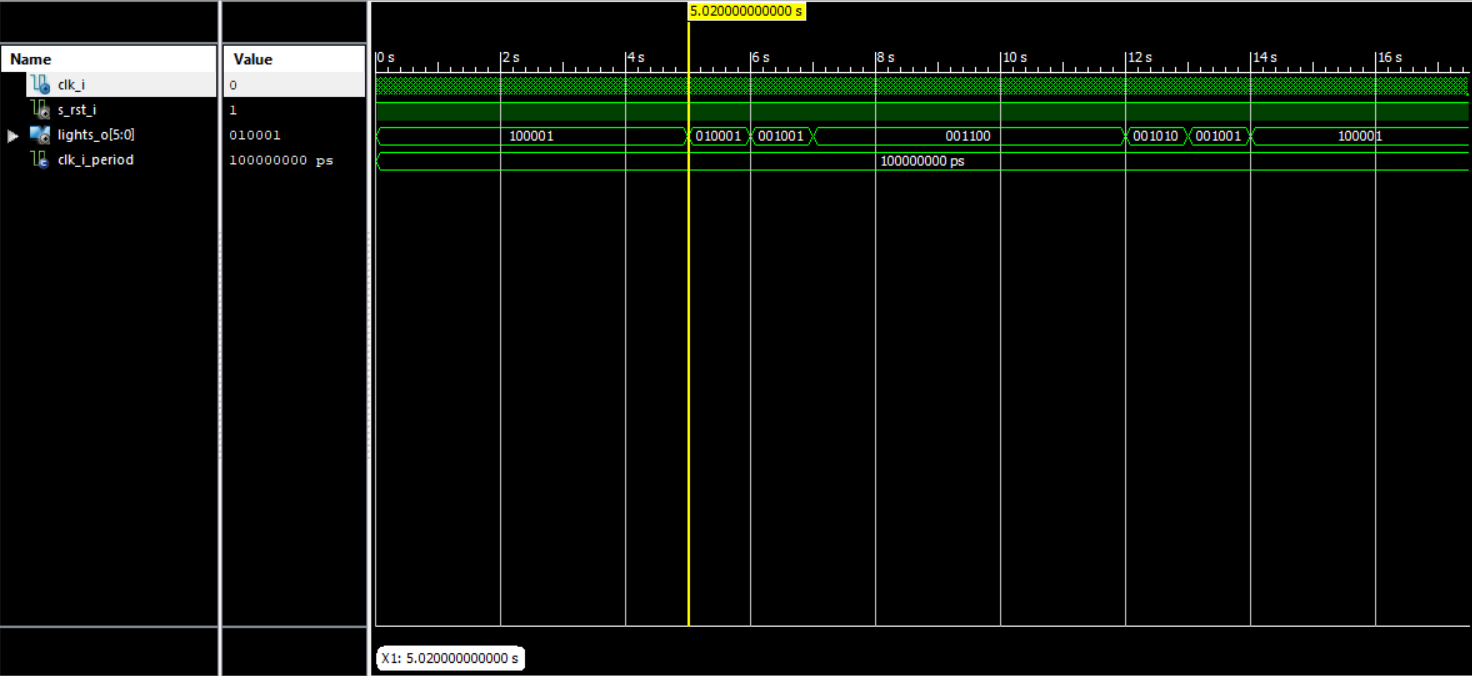 5.020000000000 s
Name Value 0 s 2 s 4 s 6 s 8 s 10 s 12 s 14 s 16 s
clk_i 0
s_rst_i 1
lights_o[5:0] 010001 100001 010001 001001 001100 001010 001001 100001
clk_i_period 100000000 ps 100000000 ps
X1: 5.020000000000 s